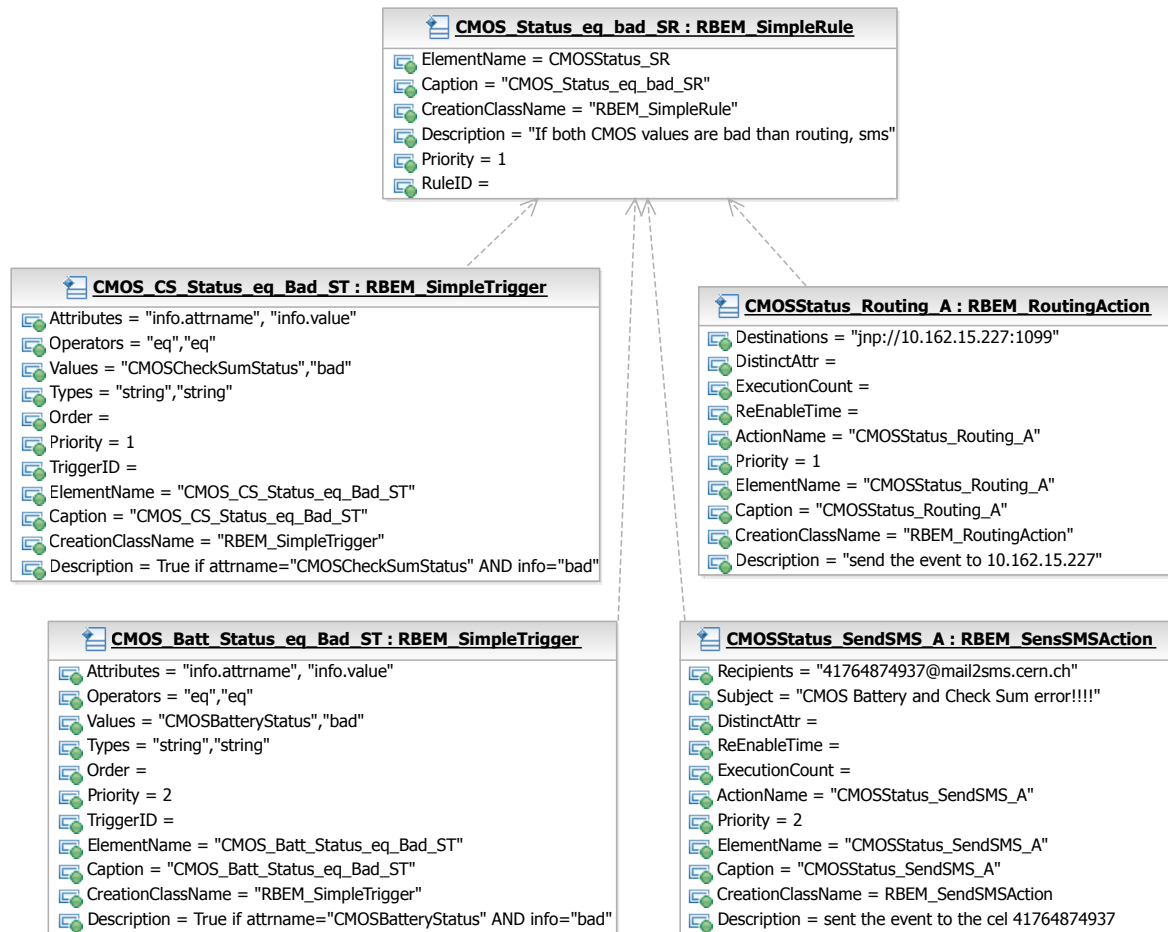 CMOS_Status_eq_bad_SR : RBEM_SimpleRule
ElementName = CMOSStatus_SR
Caption = "CMOS_Status_eq_bad_SR"
CreationClassName = "RBEM_SimpleRule"
Description = "If both CMOS values are bad than routing, sms"
Priority = 1
RuleID =
CMOS_CS_Status_eq_Bad_ST : RBEM_SimpleTrigger
Attributes = "info.attrname", "info.value"
Operators = "eq","eq"
Values = "CMOSCheckSumStatus","bad"
Types = "string","string"
Order =
Priority = 1
TriggerID =
ElementName = "CMOS_CS_Status_eq_Bad_ST"
Caption = "CMOS_CS_Status_eq_Bad_ST"
CreationClassName = "RBEM_SimpleTrigger"
Description = True if attrname="CMOSCheckSumStatus" AND info="bad"
CMOSStatus_Routing_A : RBEM_RoutingAction
Destinations = "jnp://10.162.15.227:1099"
DistinctAttr =
ExecutionCount =
ReEnableTime =
ActionName = "CMOSStatus_Routing_A"
Priority = 1
ElementName = "CMOSStatus_Routing_A"
Caption = "CMOSStatus_Routing_A"
CreationClassName = "RBEM_RoutingAction"
Description = "send the event to 10.162.15.227"
CMOS_Batt_Status_eq_Bad_ST : RBEM_SimpleTrigger
Attributes = "info.attrname", "info.value"
Operators = "eq","eq"
Values = "CMOSBatteryStatus","bad"
Types = "string","string"
Order =
Priority = 2
TriggerID =
ElementName = "CMOS_Batt_Status_eq_Bad_ST"
Caption = "CMOS_Batt_Status_eq_Bad_ST"
CreationClassName = "RBEM_SimpleTrigger"
Description = True if attrname="CMOSBatteryStatus" AND info="bad"
CMOSStatus_SendSMS_A : RBEM_SensSMSAction
Recipients = "41764874937@mail2sms.cern.ch"
Subject = "CMOS Battery and Check Sum error!!!!"
DistinctAttr =
ReEnableTime =
ExecutionCount =
ActionName = "CMOSStatus_SendSMS_A"
Priority = 2
ElementName = "CMOSStatus_SendSMS_A"
Caption = "CMOSStatus_SendSMS_A"
CreationClassName = RBEM_SendSMSAction
Description = sent the event to the cel 41764874937